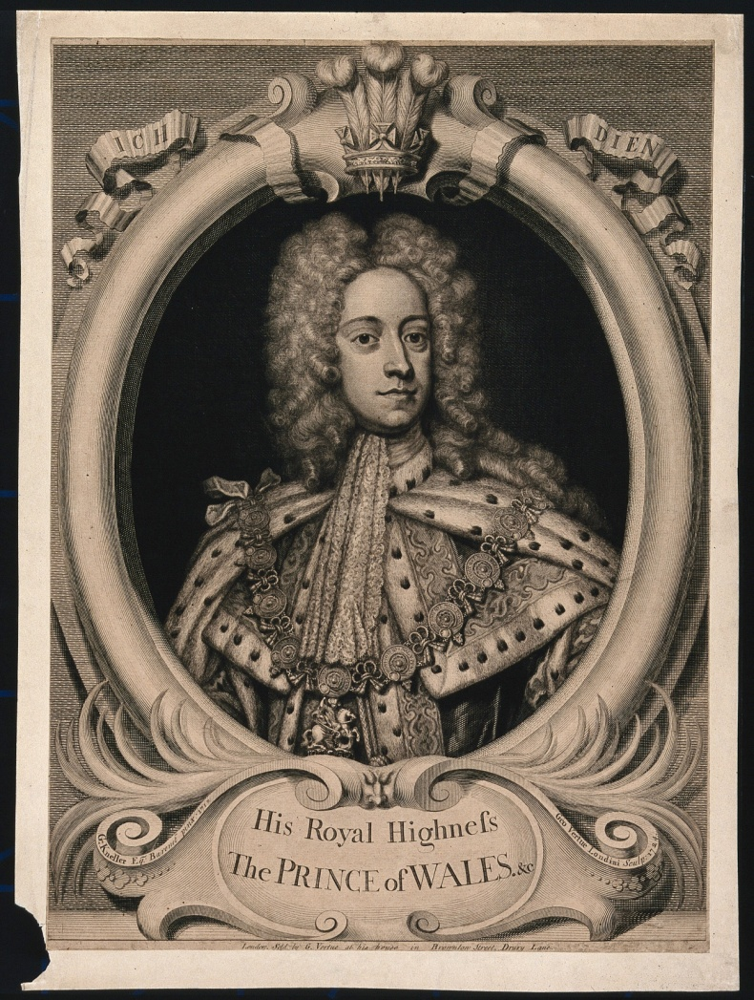 ICH DIEN
His Royal Highneſs
The PRINCE of WALES. &c
G. Kneller Eq.ˢ Baronet Pinx.
Geo Vertue Londini Sculp.
London, Sold by G. Vertue at his house in Brownlow Street, Drury Lane